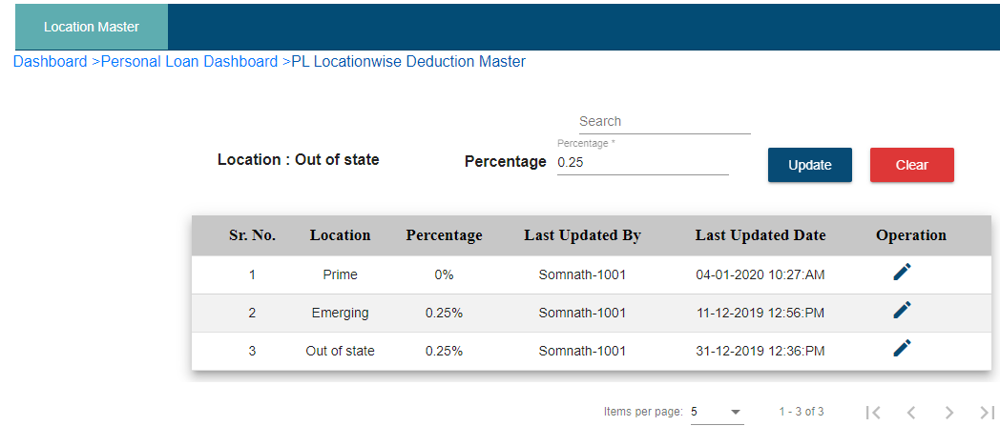 Location Master
Dashboard >Personal Loan Dashboard >PL Locationwise Deduction Master
Search
Location : Out of state Percentage Percentage * 0.25 Update Clear
Sr. No. Location Percentage Last Updated By Last Updated Date Operation
1 Prime 0% Somnath-1001 04-01-2020 10:27:AM
2 Emerging 0.25% Somnath-1001 11-12-2019 12:56:PM
3 Out of state 0.25% Somnath-1001 31-12-2019 12:36:PM
Items per page: 5 1 - 3 of 3